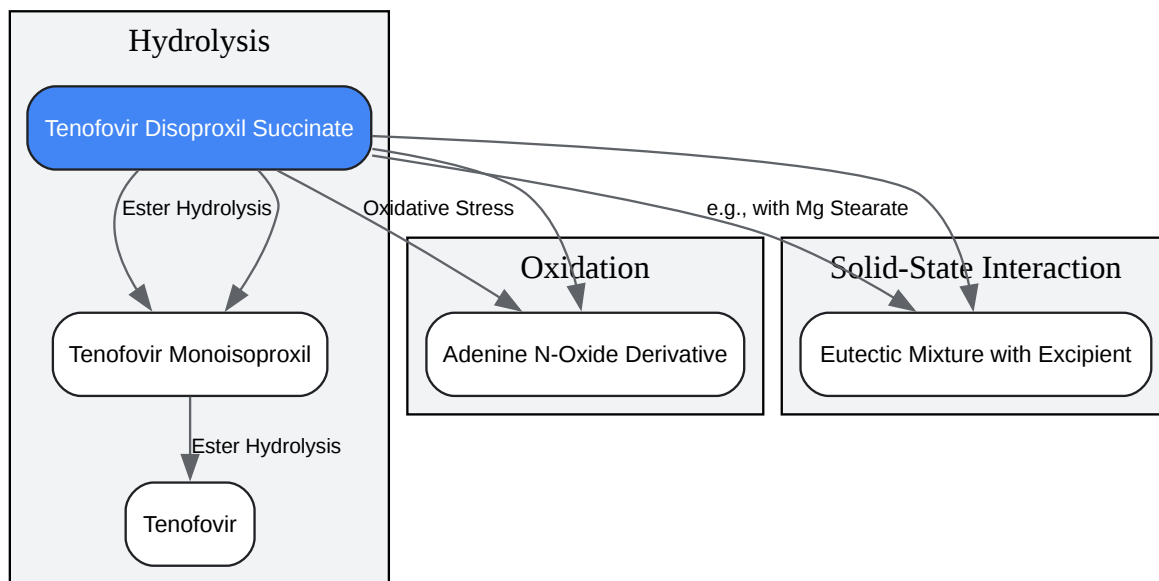 Hydrolysis
Tenofovir Disoproxil Succinate
Ester Hydrolysis
Oxidative Stress
e.g., with Mg Stearate
Oxidation
Solid-State Interaction
Tenofovir Monoisoproxil
Adenine N-Oxide Derivative
Eutectic Mixture with Excipient
Ester Hydrolysis
Tenofovir